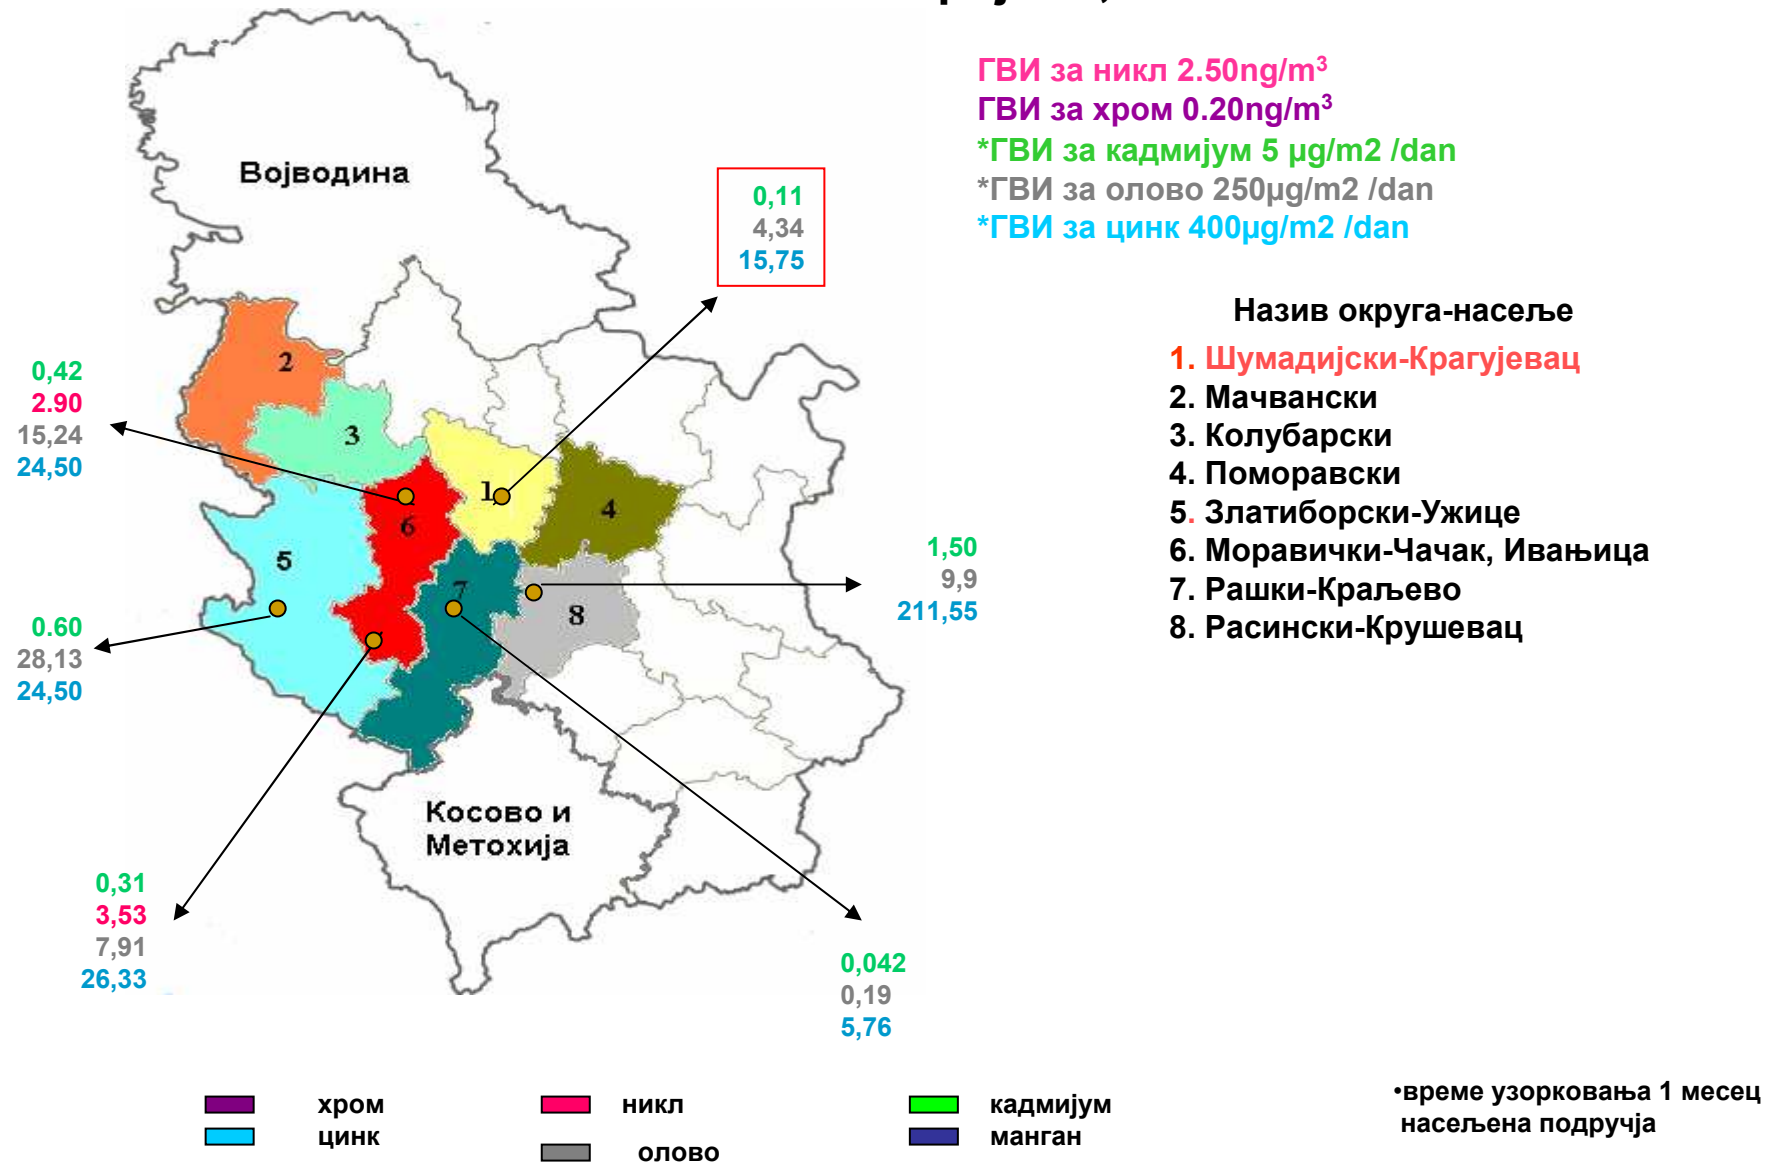 ГВИ за никл 2.50ng/m³
ГВИ за хром 0.20ng/m³
*ГВИ за кадмијум 5 µg/m2 /dan
*ГВИ за олово 250µg/m2 /dan
*ГВИ за цинк 400µg/m2 /dan
Војводина
0,11
4,34
15,75
Назив округа-насеље
1. Шумадијски-Крагујевац
2. Мачвански
3. Колубарски
4. Поморавски
5. Златиборски-Ужице
6. Моравички-Чачак, Ивањица
7. Рашки-Краљево
8. Расински-Крушевац
0,42
2.90
15,24
24,50
2
3
1
4
6
5
7
8
1,50
9,9
211,55
0.60
28,13
24,50
Косово и
Метохија
0,31
3,53
7,91
26,33
0,042
0,19
5,76
хром
никл
кадмијум
цинк
олово
манган
•време узорковања 1 месец
насељена подручја